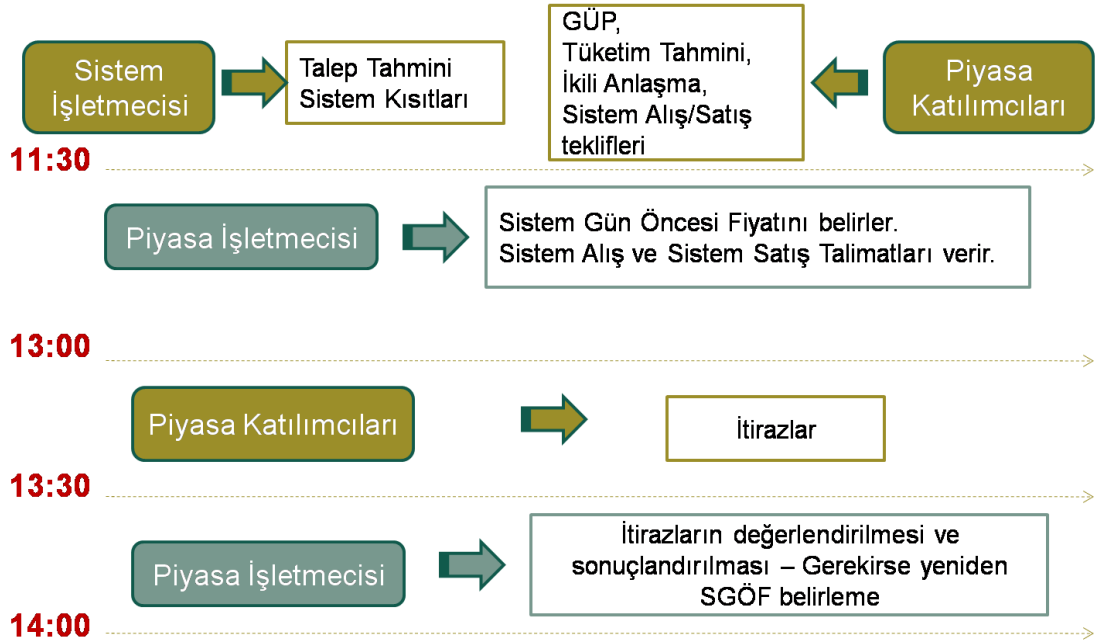 Sistem
İşletmecisi
Talep Tahmini
Sistem Kısıtları
GÜP,
Tüketim Tahmini,
İkili Anlaşma,
Sistem Alış/Satış
teklifleri
Piyasa
Katılımcıları
11:30
Piyasa İşletmecisi
Sistem Gün Öncesi Fiyatını belirler.
Sistem Alış ve Sistem Satış Talimatları verir.
13:00
Piyasa Katılımcıları
İtirazlar
13:30
Piyasa İşletmecisi
İtirazların değerlendirilmesi ve
sonuçlandırılması – Gerekirse yeniden
SGÖF belirleme
14:00